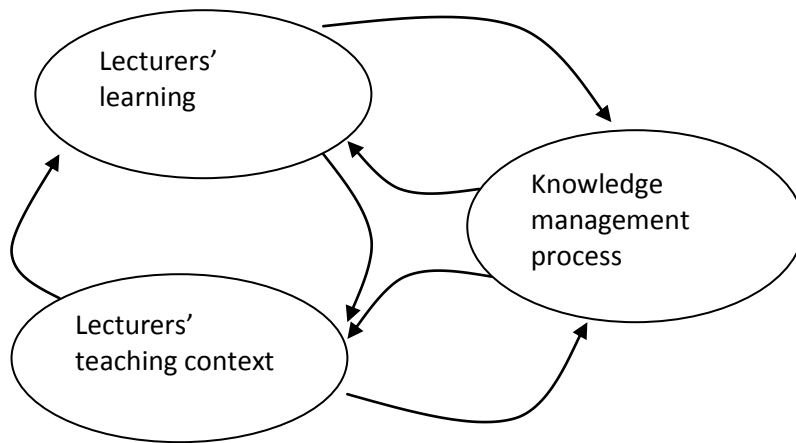 Lecturers’
learning
Knowledge
management
process
Lecturers’
teaching context